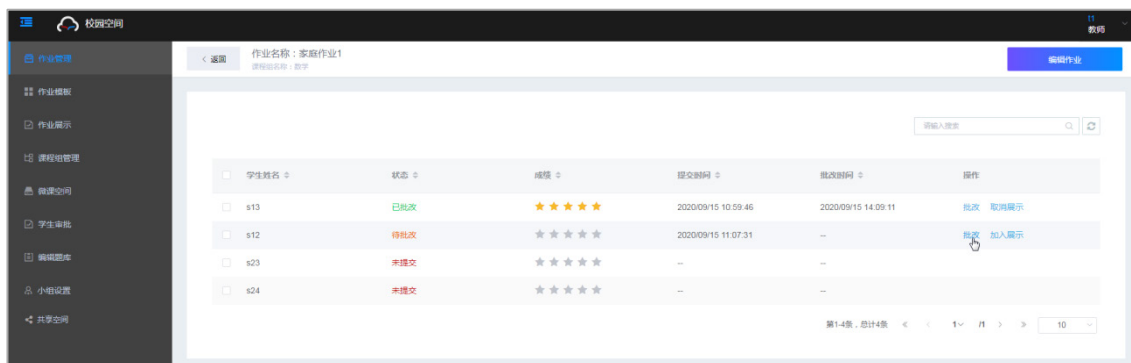 校园空间
11
教师
作业管理
作业模板
作业展示
课程组管理
微课空间
学生审批
编辑题库
小组设置
共享空间
< 返回
作业名称：家庭作业1
课程组名称：数学
编辑作业
请输入搜索
学生姓名 状态 成绩 提交时间 批改时间 操作
s13 已批改 2020/09/15 10:59:46 2020/09/15 14:09:11 批改 取消展示
s12 待批改 2020/09/15 11:07:31 -- 批改 加入展示
s23 未提交 -- --
s24 未提交 -- --
第1-4条，总计4条 « < 1 /1 > » 10